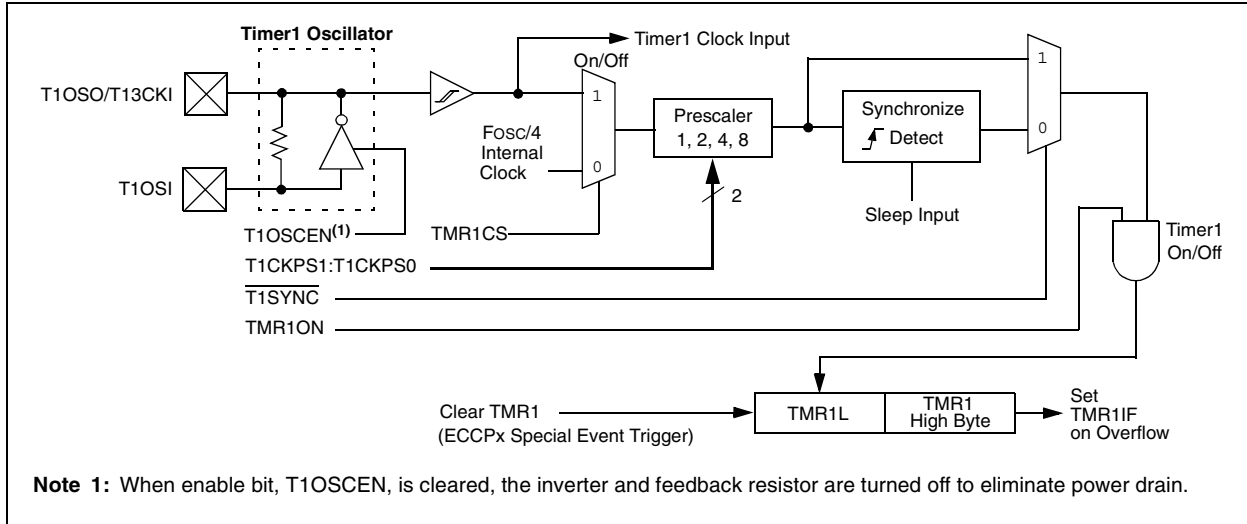 Timer1 Oscillator
T1OSO/T13CKI
T1OSI
T1OSCEN(1)
Timer1 Clock Input
On/Off
1
0
FOSC/4
Internal
Clock
TMR1CS
Prescaler
1, 2, 4, 8
2
Synchronize
Detect
Sleep Input
1
0
T1CKPS1:T1CKPS0
T1SYNC
TMR1ON
Timer1
On/Off
Clear TMR1
(ECCPx Special Event Trigger)
TMR1L
TMR1
High Byte
Set
TMR1IF
on Overflow
Note 1: When enable bit, T1OSCEN, is cleared, the inverter and feedback resistor are turned off to eliminate power drain.